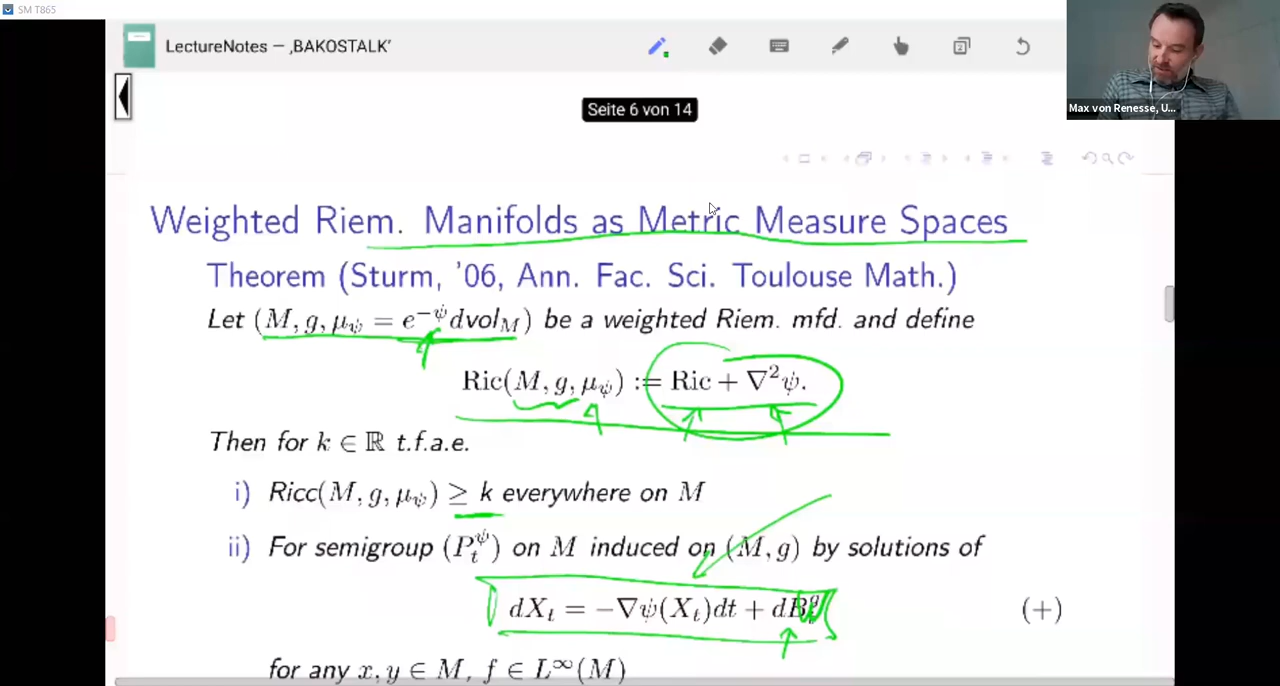 SM T865
LectureNotes – ‚BAKOSTALK'
Seite 6 von 14
Max von Renesse, U...
Weighted Riem. Manifolds as Metric Measure Spaces
Theorem (Sturm, '06, Ann. Fac. Sci. Toulouse Math.)
Let (M, g, μ_ψ = e^{−ψ} dvol_M) be a weighted Riem. mfd. and define
Ric(M, g, μ_ψ) := Ric + ∇²ψ.
Then for k ∈ ℝ t.f.a.e.
i) Ricc(M, g, μ_ψ) ≥ k everywhere on M
ii) For semigroup (P_t^ψ) on M induced on (M, g) by solutions of
dX_t = −∇ψ(X_t)dt + dB_t^g (+)
for any x, y ∈ M, f ∈ L^∞(M)